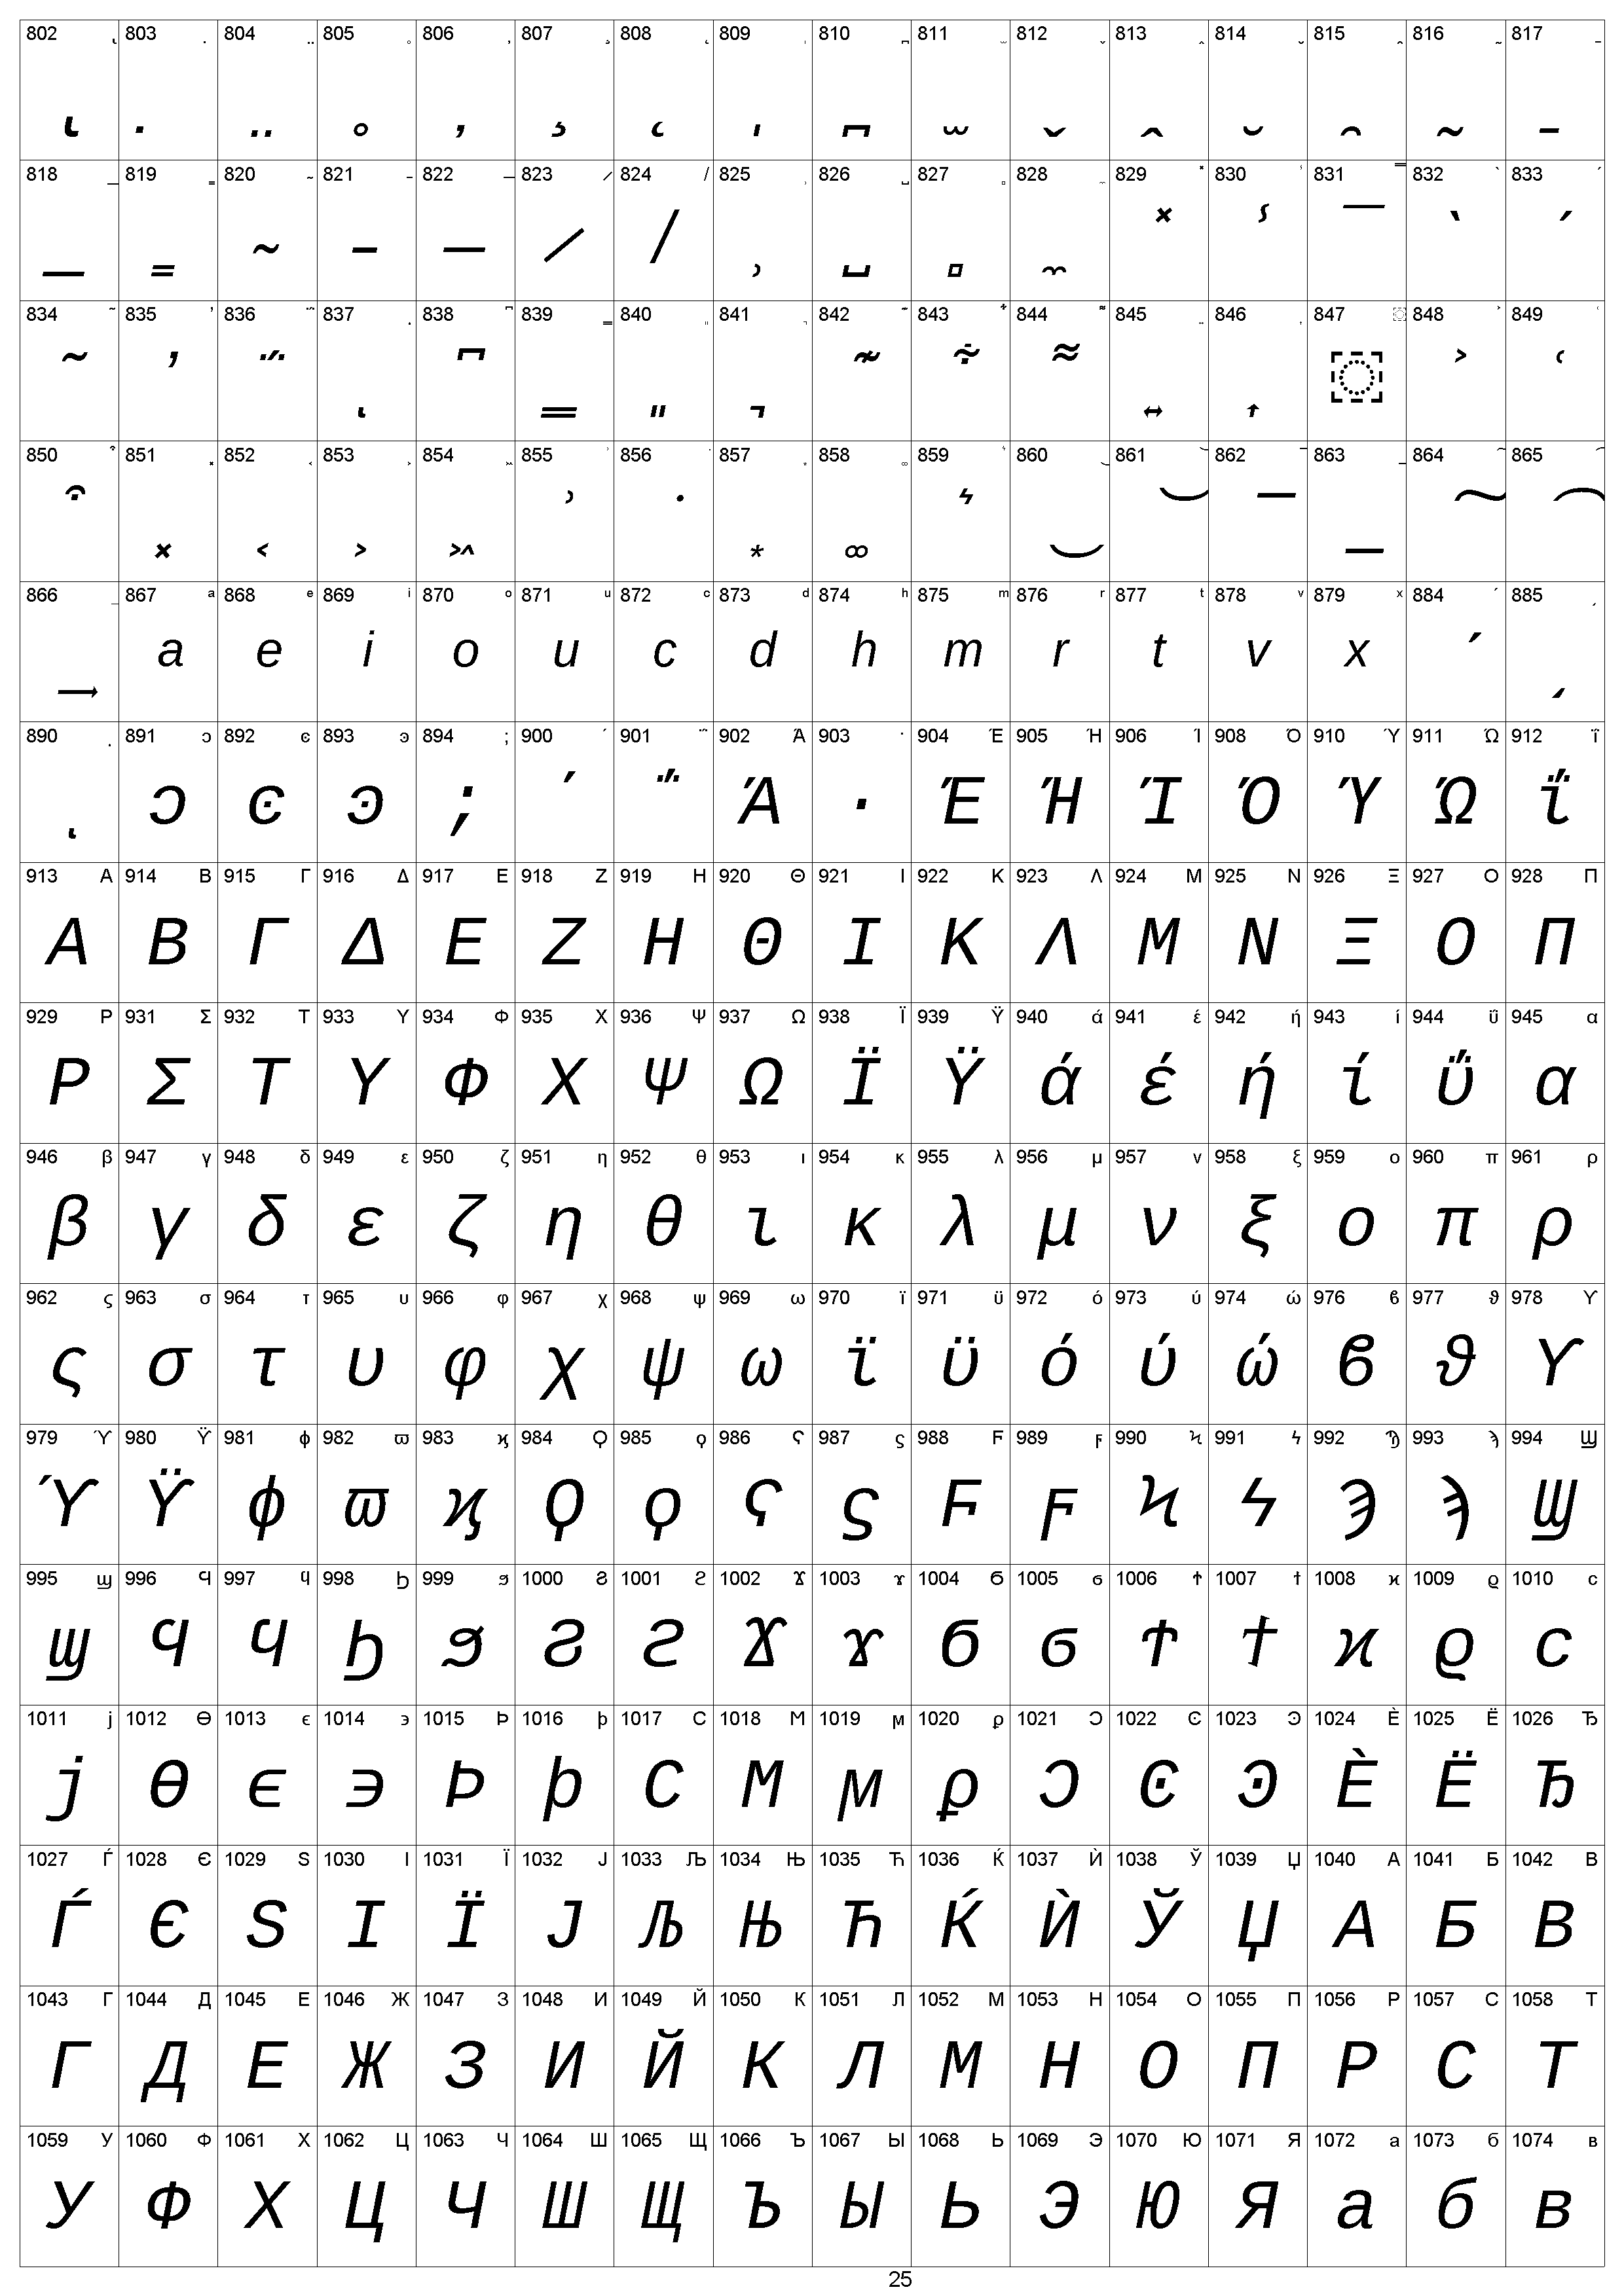 802 803 804 805 806 807 808 809 810 811 812 813 814 815 816 817
818 819 820 821 822 823 / 824 / 825 826 827 828 829 830 831 832 833
834 835 836 837 838 839 840 841 842 843 844 845 846 847 848 849
850 851 852 853 854 855 856 857 858 859 860 861 862 863 864 865
866 867 a 868 e 869 i 870 o 871 u 872 c 873 d 874 h 875 m 876 r 877 t 878 v 879 x 884 ʹ 885 ͵
a e i o u c d h m r t v x ʹ ͵
890 ͺ 891 ͻ 892 ͼ 893 ͽ 894 ; 900 ΄ 901 ΅ 902 Ά 903 · 904 Έ 905 Ή 906 Ί 908 Ό 910 Ύ 911 Ώ 912 ΐ
ͺ ͻ ͼ ͽ ; ΄ ΅ Ά · Έ Ή Ί Ό Ύ Ώ ΐ
913 Α 914 Β 915 Γ 916 Δ 917 Ε 918 Ζ 919 Η 920 Θ 921 Ι 922 Κ 923 Λ 924 Μ 925 Ν 926 Ξ 927 Ο 928 Π
Α Β Γ Δ Ε Ζ Η Θ Ι Κ Λ Μ Ν Ξ Ο Π
929 Ρ 931 Σ 932 Τ 933 Υ 934 Φ 935 Χ 936 Ψ 937 Ω 938 Ϊ 939 Ϋ 940 ά 941 έ 942 ή 943 ί 944 ΰ 945 α
Ρ Σ Τ Υ Φ Χ Ψ Ω Ϊ Ϋ ά έ ή ί ΰ α
946 β 947 γ 948 δ 949 ε 950 ζ 951 η 952 θ 953 ι 954 κ 955 λ 956 μ 957 ν 958 ξ 959 ο 960 π 961 ρ
β γ δ ε ζ η θ ι κ λ μ ν ξ ο π ρ
962 ς 963 σ 964 τ 965 υ 966 φ 967 χ 968 ψ 969 ω 970 ϊ 971 ϋ 972 ό 973 ύ 974 ώ 976 ϐ 977 ϑ 978 ϒ
ς σ τ υ φ χ ψ ω ϊ ϋ ό ύ ώ ϐ ϑ ϒ
979 ϓ 980 ϔ 981 ϕ 982 ϖ 983 ϗ 984 Ϙ 985 ϙ 986 Ϛ 987 ϛ 988 Ϝ 989 ϝ 990 Ϟ 991 ϟ 992 Ϡ 993 ϡ 994 Ϣ
ϓ ϔ ϕ ϖ ϗ Ϙ ϙ Ϛ ϛ Ϝ ϝ Ϟ ϟ Ϡ ϡ Ϣ
995 ϣ 996 Ϥ 997 ϥ 998 Ϧ 999 ϧ 1000 Ϩ 1001 ϩ 1002 Ϫ 1003 ϫ 1004 Ϭ 1005 ϭ 1006 Ϯ 1007 ϯ 1008 ϰ 1009 ϱ 1010 ϲ
ϣ Ϥ ϥ Ϧ ϧ Ϩ ϩ Ϫ ϫ Ϭ ϭ Ϯ ϯ ϰ ϱ ϲ
1011 ϳ 1012 ϴ 1013 ϵ 1014 ϶ 1015 Ϸ 1016 ϸ 1017 Ϲ 1018 Ϻ 1019 ϻ 1020 ϼ 1021 Ͻ 1022 Ͼ 1023 Ͽ 1024 Ѐ 1025 Ё 1026 Ђ
ϳ ϴ ϵ ϶ Ϸ ϸ Ϲ Ϻ ϻ ϼ Ͻ Ͼ Ͽ Ѐ Ё Ђ
1027 Ѓ 1028 Є 1029 Ѕ 1030 І 1031 Ї 1032 Ј 1033 Љ 1034 Њ 1035 Ћ 1036 Ќ 1037 Ѝ 1038 Ў 1039 Џ 1040 А 1041 Б 1042 В
Ѓ Є Ѕ І Ї Ј Љ Њ Ћ Ќ Ѝ Ў Џ А Б В
1043 Г 1044 Д 1045 Е 1046 Ж 1047 З 1048 И 1049 Й 1050 К 1051 Л 1052 М 1053 Н 1054 О 1055 П 1056 Р 1057 С 1058 Т
Г Д Е Ж З И Й К Л М Н О П Р С Т
1059 У 1060 Ф 1061 Х 1062 Ц 1063 Ч 1064 Ш 1065 Щ 1066 Ъ 1067 Ы 1068 Ь 1069 Э 1070 Ю 1071 Я 1072 а 1073 б 1074 в
У Ф Х Ц Ч Ш Щ Ъ Ы Ь Э Ю Я а б в
25